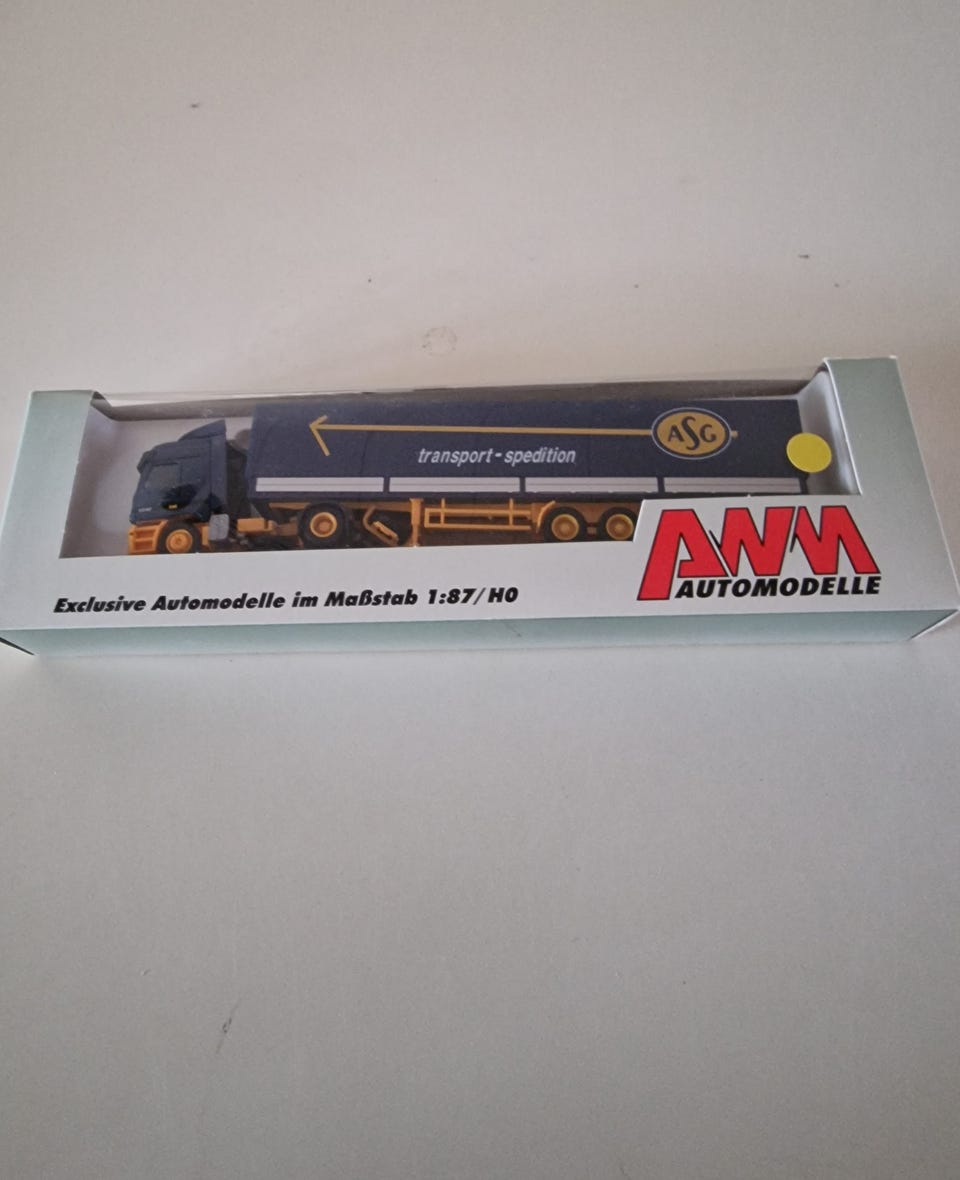 ASG
transport-spedition
AWM
AUTOMODELLE
Exclusive Automodelle im Maßstab 1:87/H0